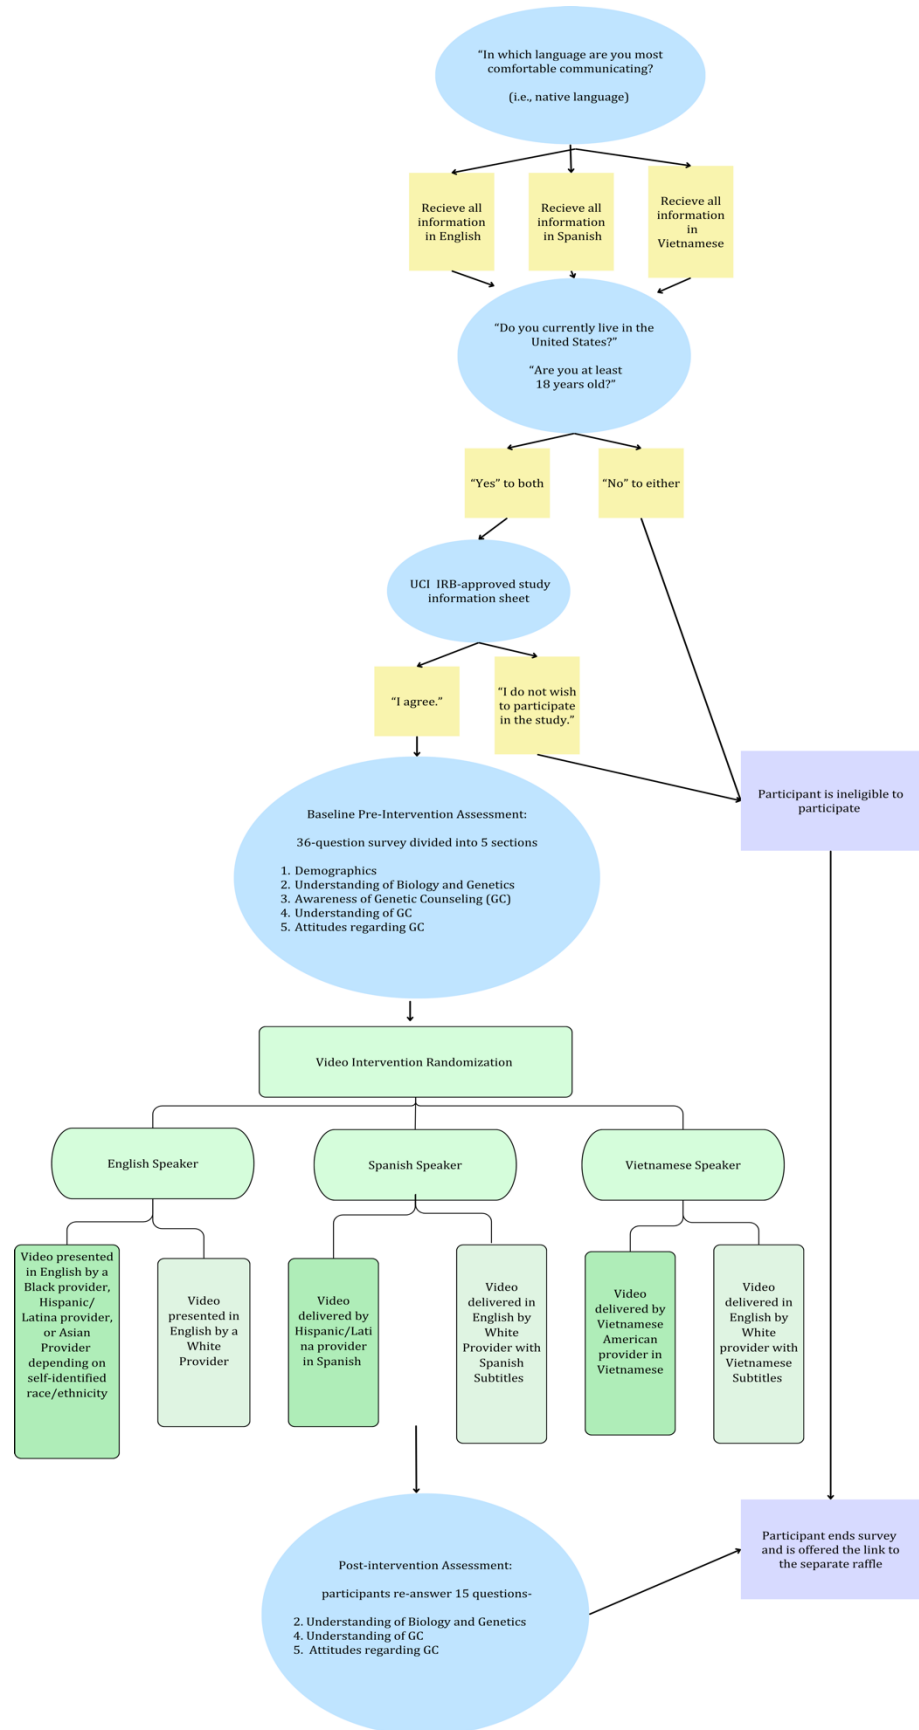 “In which language are you most
comfortable communicating?
(i.e., native language)
Recieve all
information
in English
Recieve all
information
in Spanish
Recieve all
information
in
Vietnamese
“Do you currently live in the
United States?”
“Are you at least
18 years old?”
“Yes” to both
“No” to either
UCI IRB-approved study
information sheet
“I agree.”
“I do not wish
to participate
in the study.”
Participant is ineligible to
participate
Baseline Pre-Intervention Assessment:
36-question survey divided into 5 sections
1. Demographics
2. Understanding of Biology and Genetics
3. Awareness of Genetic Counseling (GC)
4. Understanding of GC
5. Attitudes regarding GC
Video Intervention Randomization
English Speaker
Spanish Speaker
Vietnamese Speaker
Video presented
in English by a
Black provider,
Hispanic/
Latina provider,
or Asian
Provider
depending on
self-identified
race/ethnicity
Video
presented in
English by a
White
Provider
Video
delivered by
Hispanic/Lati
na provider
in Spanish
Video
delivered in
English by
White
Provider with
Spanish
Subtitles
Video
delivered by
Vietnamese
American
provider in
Vietnamese
Video
delivered in
English by
White
provider with
Vietnamese
Subtitles
Post-intervention Assessment:
participants re-answer 15 questions-
2. Understanding of Biology and Genetics
4. Understanding of GC
5. Attitudes regarding GC
Participant ends survey
and is offered the link to
the separate raffle